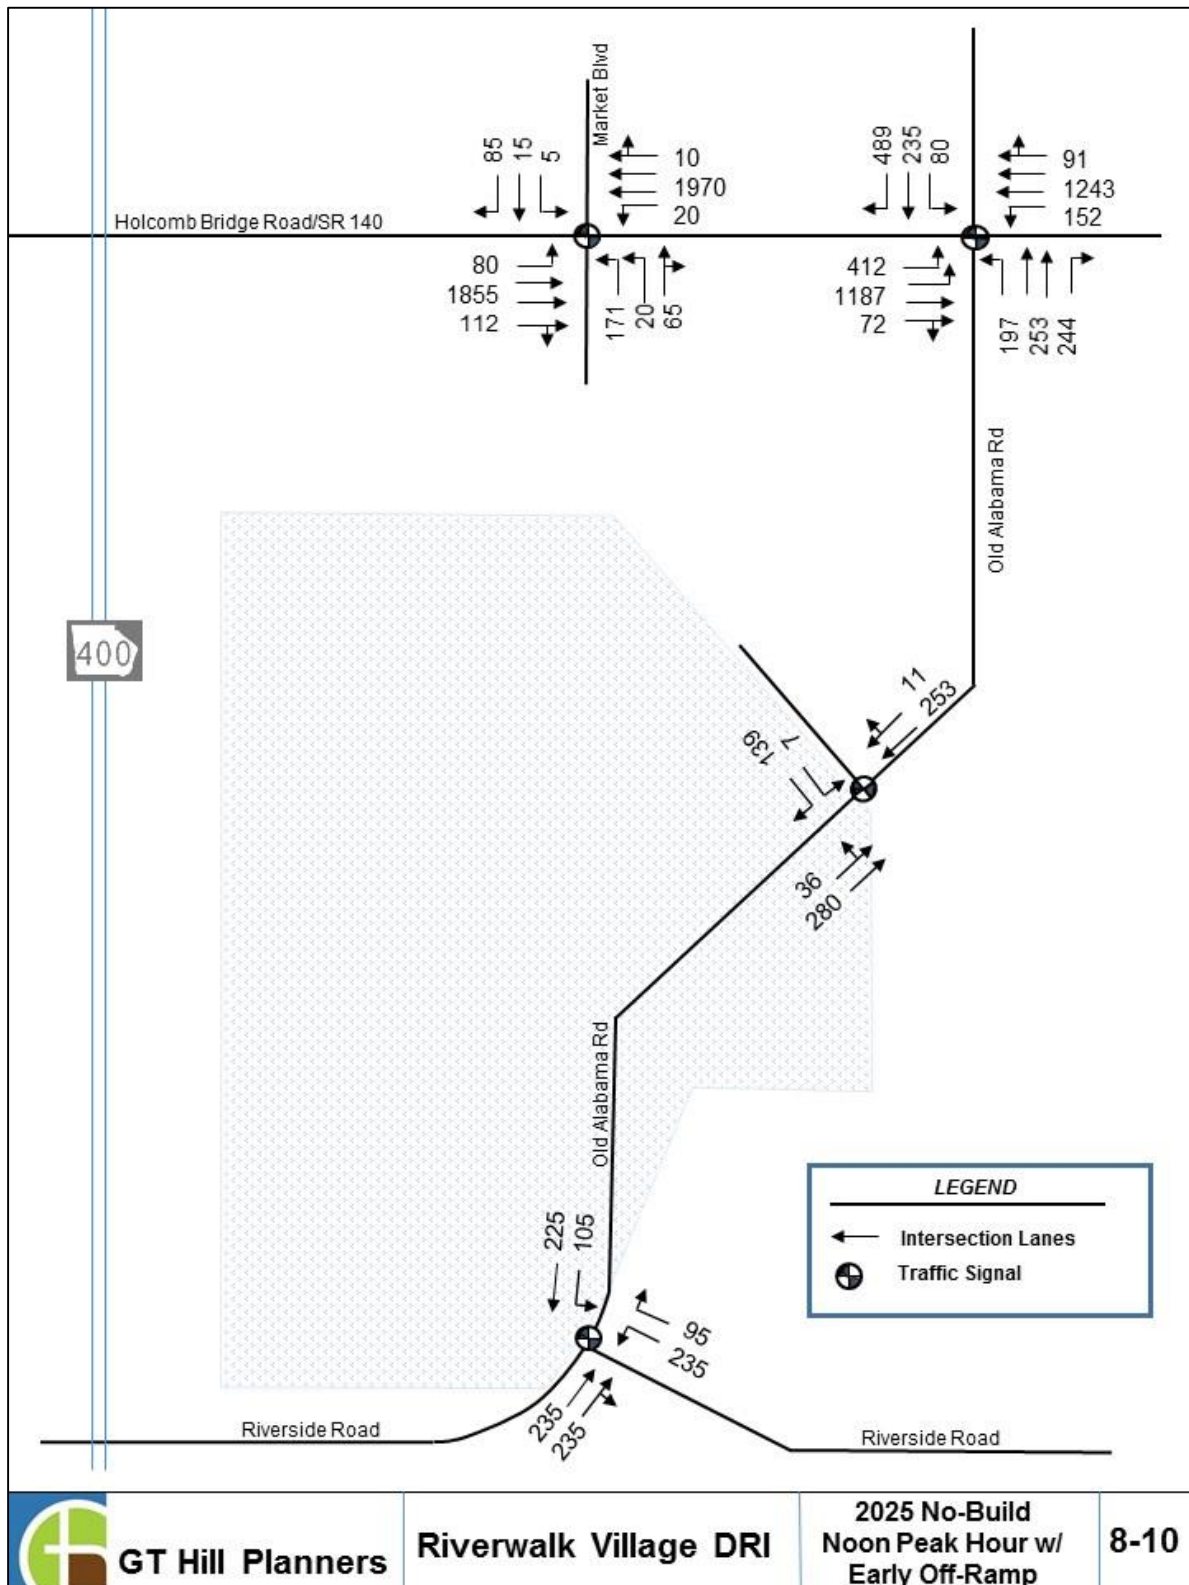 Market Blvd
85
15
5
10
1970
20
489
235
80
91
1243
152
Holcomb Bridge Road/SR 140
80
1855
112
171
20
65
412
1187
72
197
253
244
Old Alabama Rd
400
11
253
7
139
36
280
Old Alabama Rd
LEGEND
Intersection Lanes
Traffic Signal
225
105
95
235
235
235
Riverside Road
Riverside Road
GT Hill Planners
Riverwalk Village DRI
2025 No-Build
Noon Peak Hour w/
Early Off-Ramp
8-10